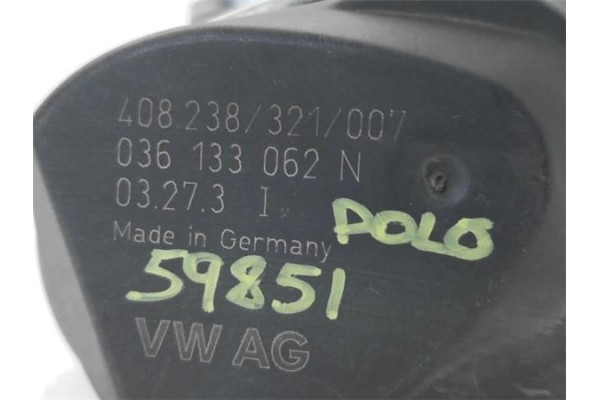 408.238/321/007
036 133 062 N
03.27.3 I
POLO
Made in Germany
59851
VW AG